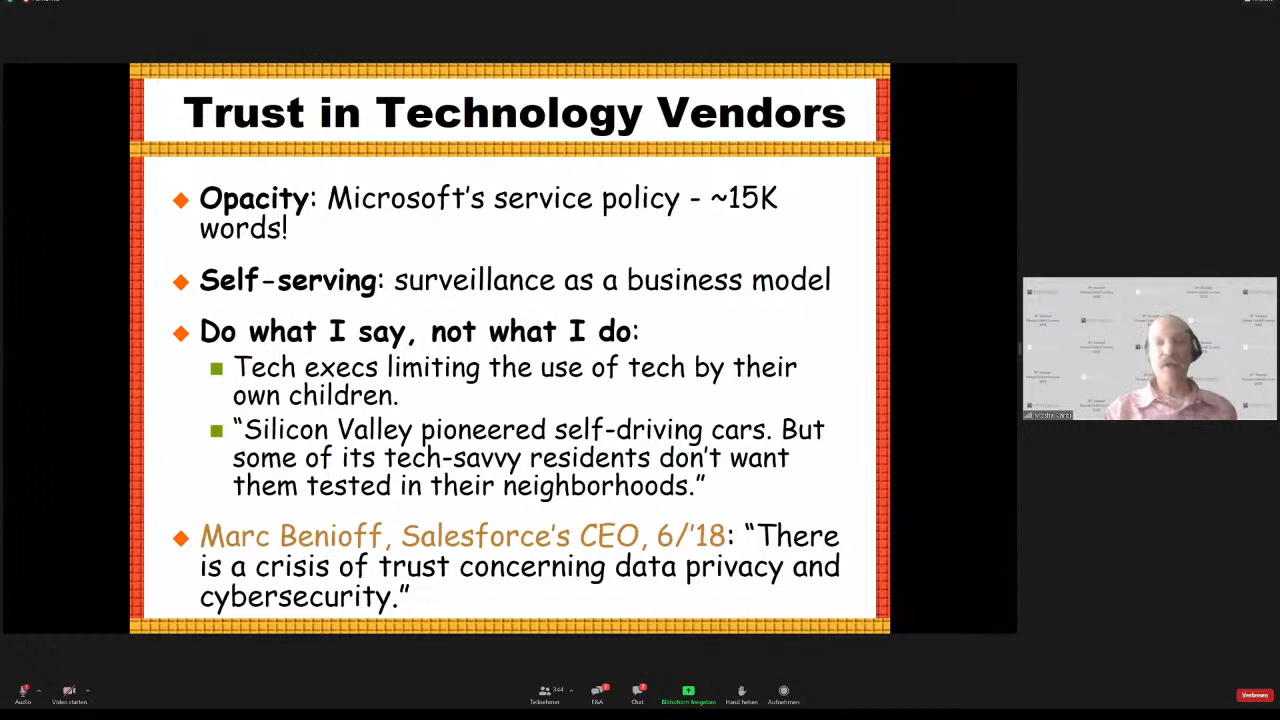 Trust in Technology Vendors
Opacity: Microsoft's service policy - ~15K
words!
Self-serving: surveillance as a business model
Do what I say, not what I do:
Tech execs limiting the use of tech by their
own children.
"Silicon Valley pioneered self-driving cars. But
some of its tech-savvy residents don't want
them tested in their neighborhoods."
Marc Benioff, Salesforce's CEO, 6/'18: "There
is a crisis of trust concerning data privacy and
cybersecurity."
Moshe Vardi
Audio
Video starten
344
Teilnehmer
F&A
Chat
Bildschirm freigeben
Hand heben
Aufnehmen
Verlassen